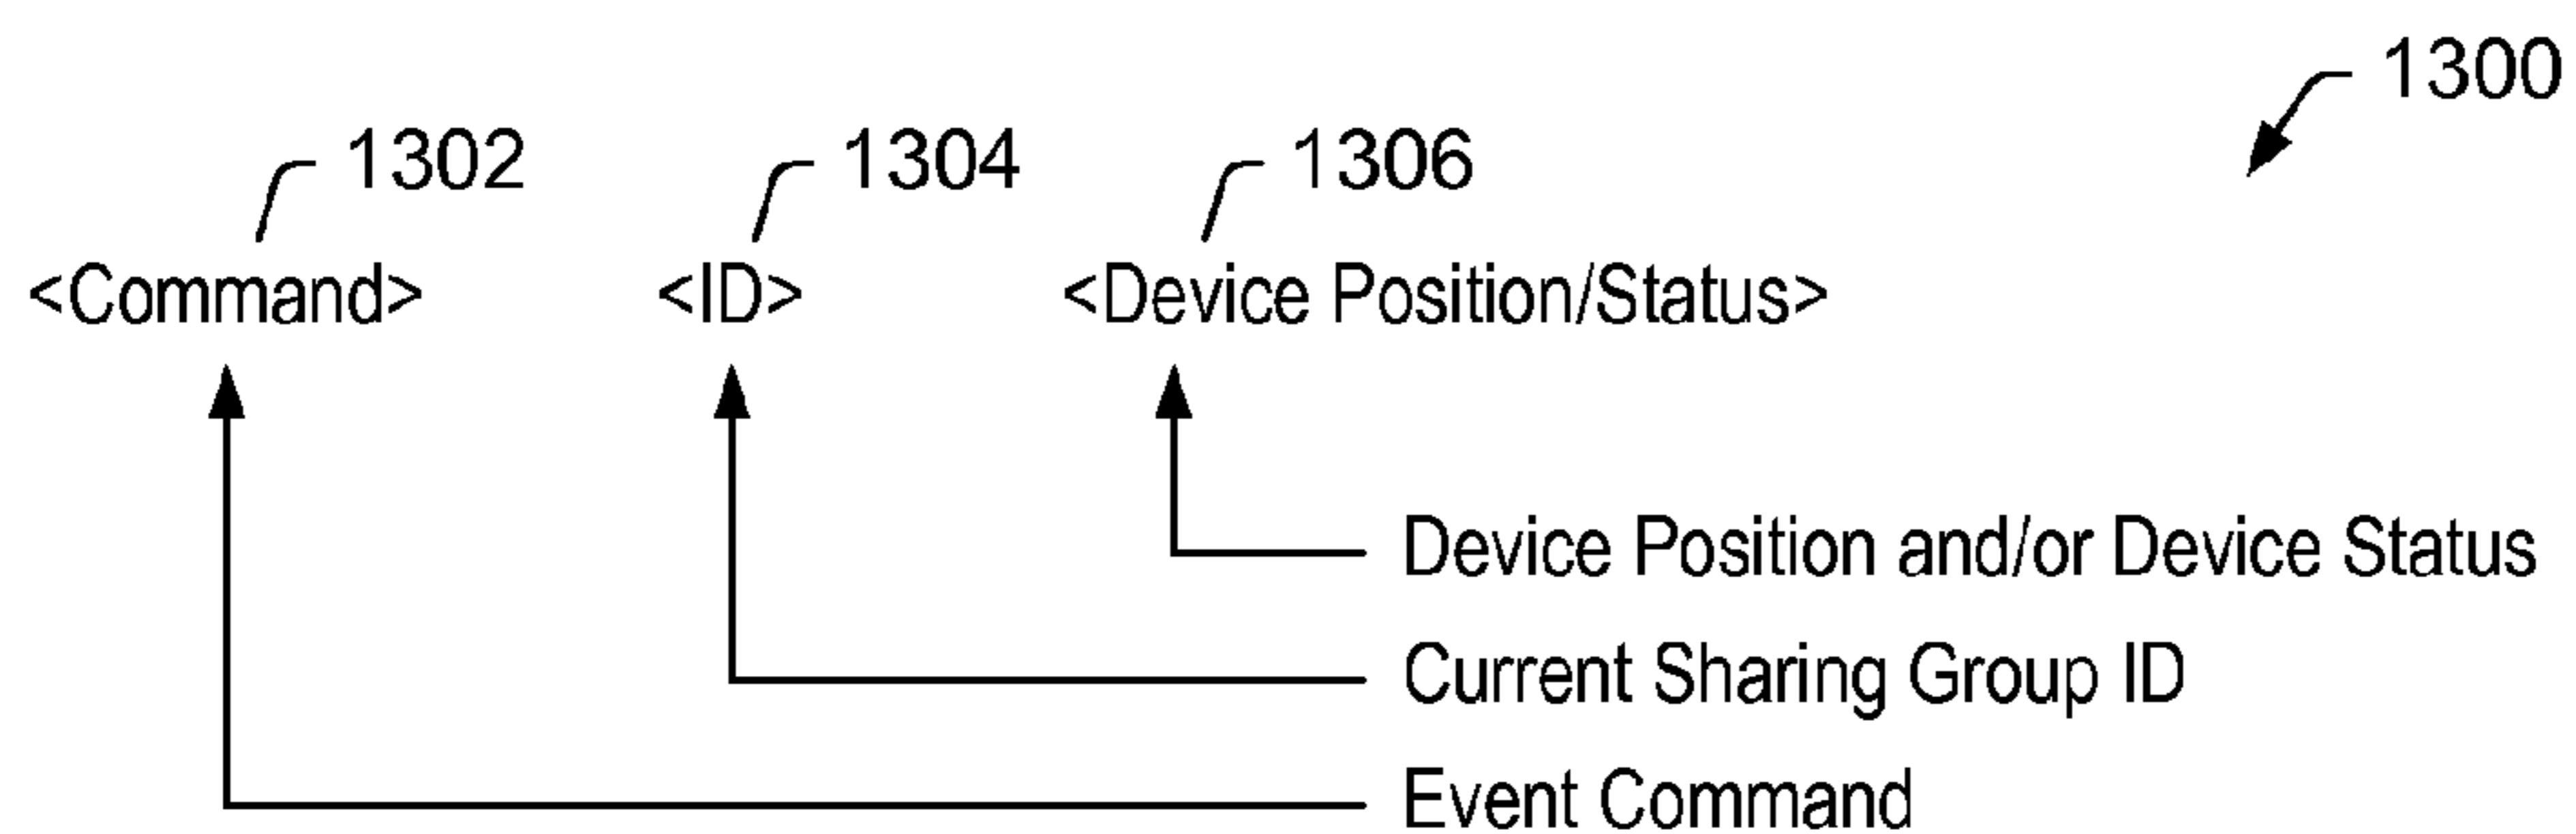 1300
1302 1304 1306
<Command> <ID> <Device Position/Status>
Device Position and/or Device Status
Current Sharing Group ID
Event Command